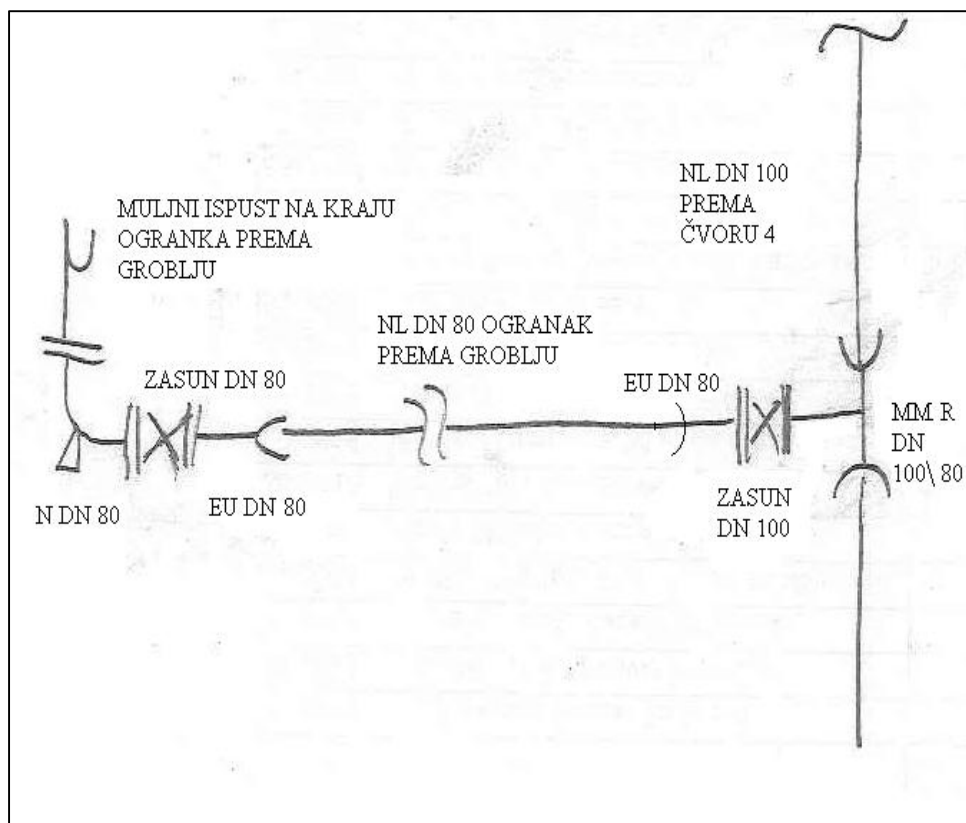 MULJNI ISPUST NA KRAJU
OGRANKA PREMA
GROBLJU
NL DN 100
PREMA
ČVORU 4
NL DN 80 OGRANAK
PREMA GROBLJU
ZASUN DN 80
EU DN 80
MM R
DN
100\ 80
N DN 80
EU DN 80
ZASUN
DN 100